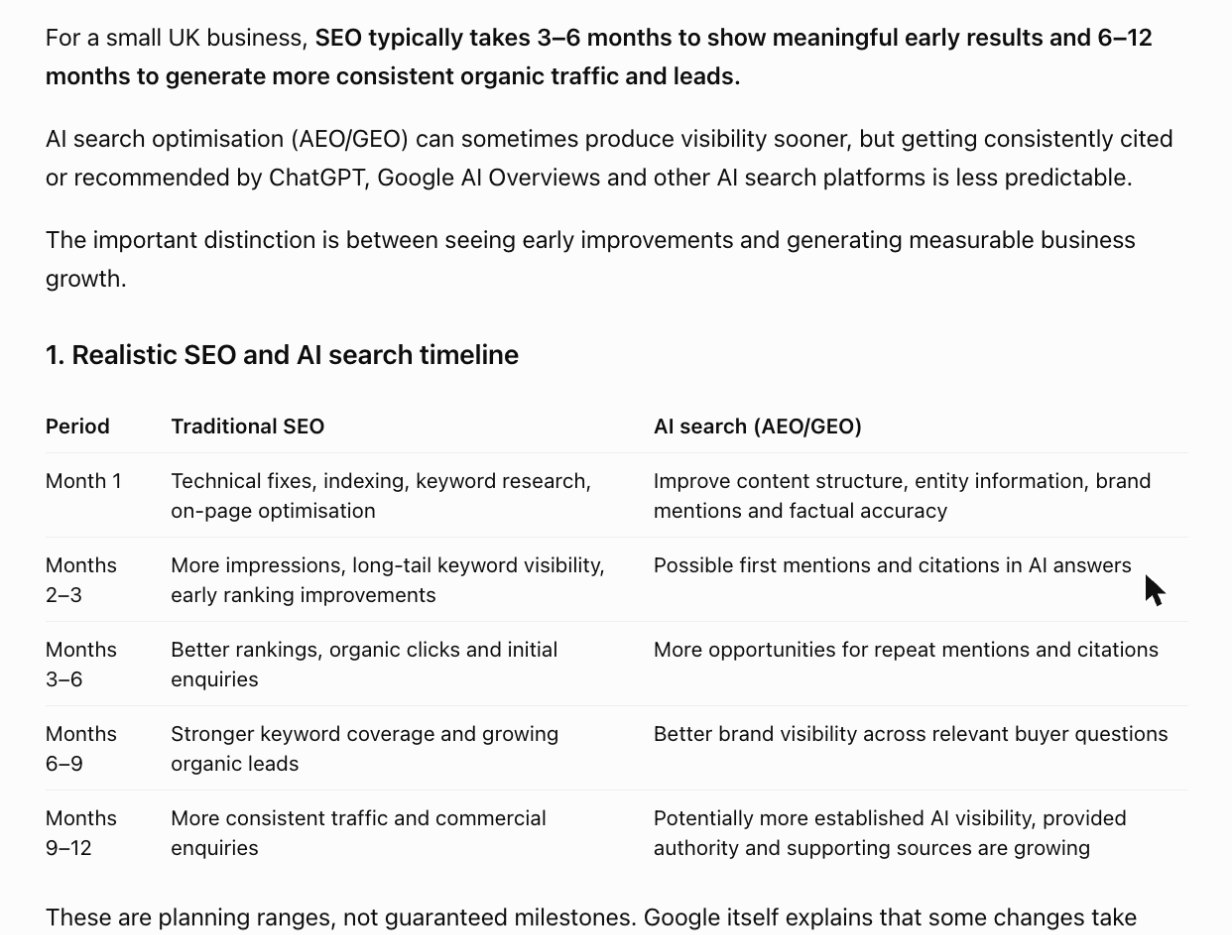 For a small UK business, SEO typically takes 3–6 months to show meaningful early results and 6–12
months to generate more consistent organic traffic and leads.
AI search optimisation (AEO/GEO) can sometimes produce visibility sooner, but getting consistently cited
or recommended by ChatGPT, Google AI Overviews and other AI search platforms is less predictable.
The important distinction is between seeing early improvements and generating measurable business
growth.
1. Realistic SEO and AI search timeline
Period Traditional SEO AI search (AEO/GEO)
Month 1 Technical fixes, indexing, keyword research, Improve content structure, entity information, brand
on-page optimisation mentions and factual accuracy
Months More impressions, long-tail keyword visibility, Possible first mentions and citations in AI answers
2–3 early ranking improvements
Months Better rankings, organic clicks and initial More opportunities for repeat mentions and citations
3–6 enquiries
Months Stronger keyword coverage and growing Better brand visibility across relevant buyer questions
6–9 organic leads
Months More consistent traffic and commercial Potentially more established AI visibility, provided
9–12 enquiries authority and supporting sources are growing
These are planning ranges, not guaranteed milestones. Google itself explains that some changes take